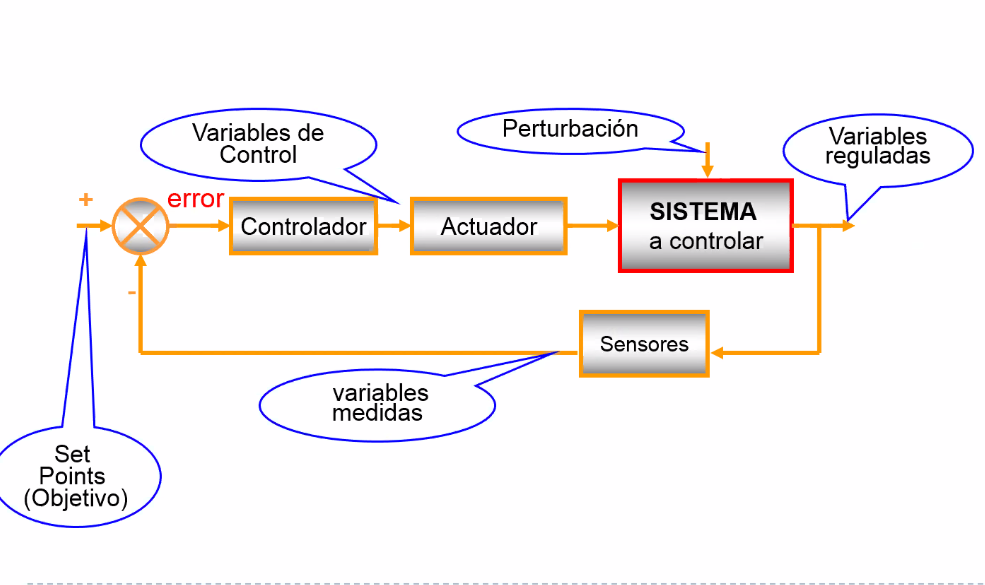 Variables de
Control
Perturbación
Variables
reguladas
+
error
Controlador
Actuador
SISTEMA
a controlar
-
Sensores
variables
medidas
Set
Points
(Objetivo)